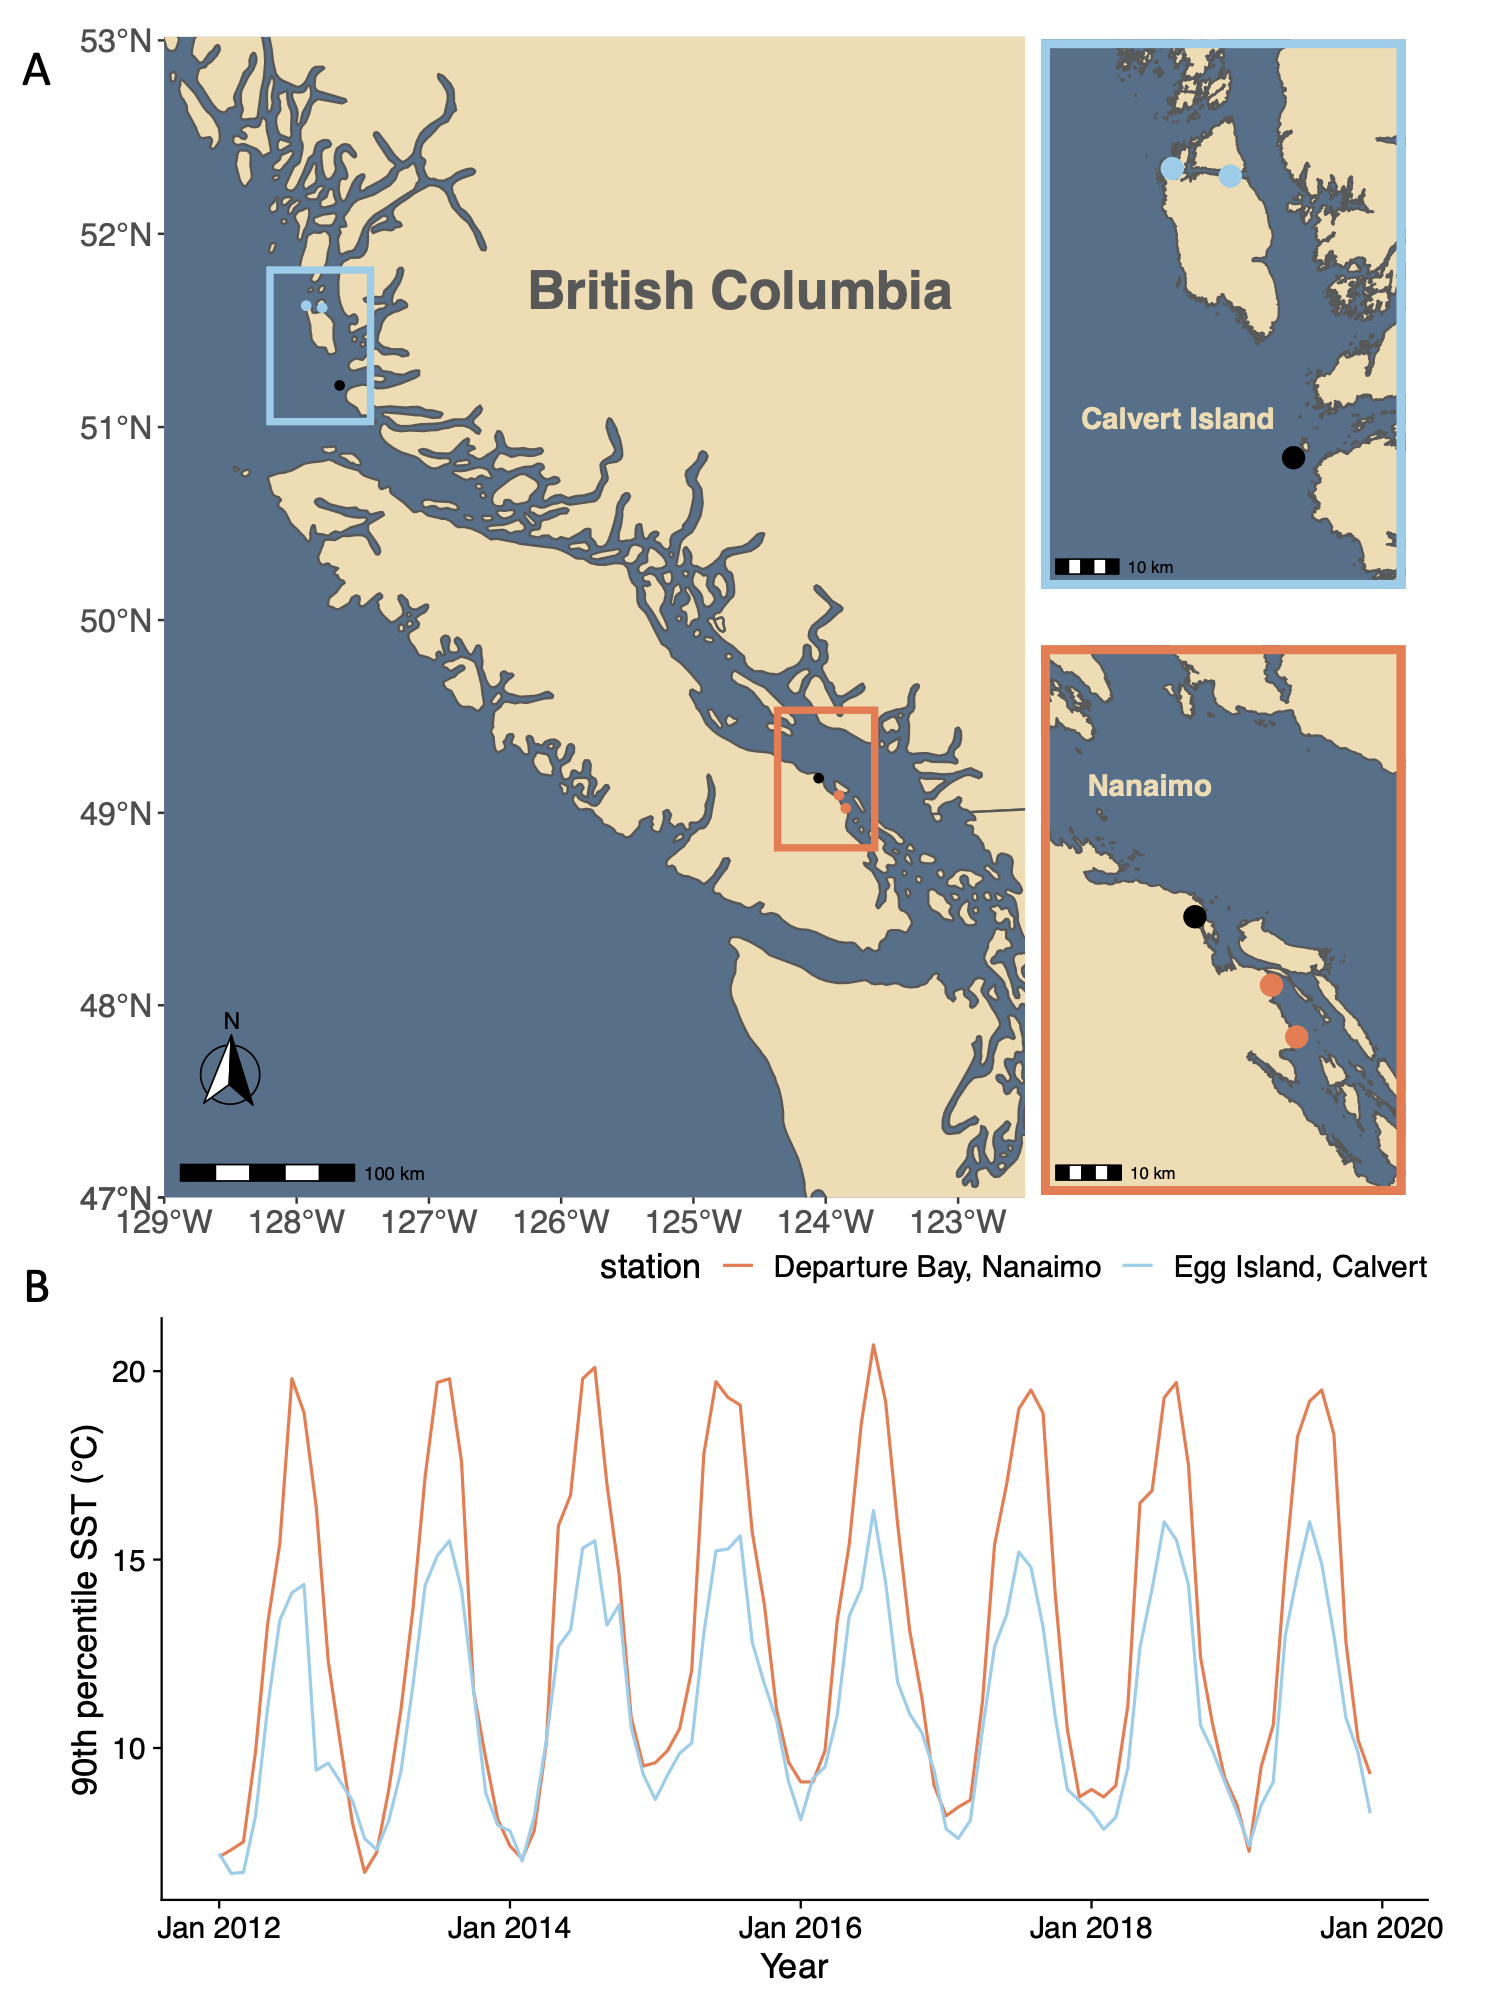 A
53°N
52°N
51°N
50°N
49°N
48°N
47°N
129°W 128°W 127°W 126°W 125°W 124°W 123°W
British Columbia
N
100 km
Calvert Island
10 km
Nanaimo
10 km
station Departure Bay, Nanaimo Egg Island, Calvert
B
90th percentile SST (°C)
20
15
10
Jan 2012 Jan 2014 Jan 2016 Jan 2018 Jan 2020
Year